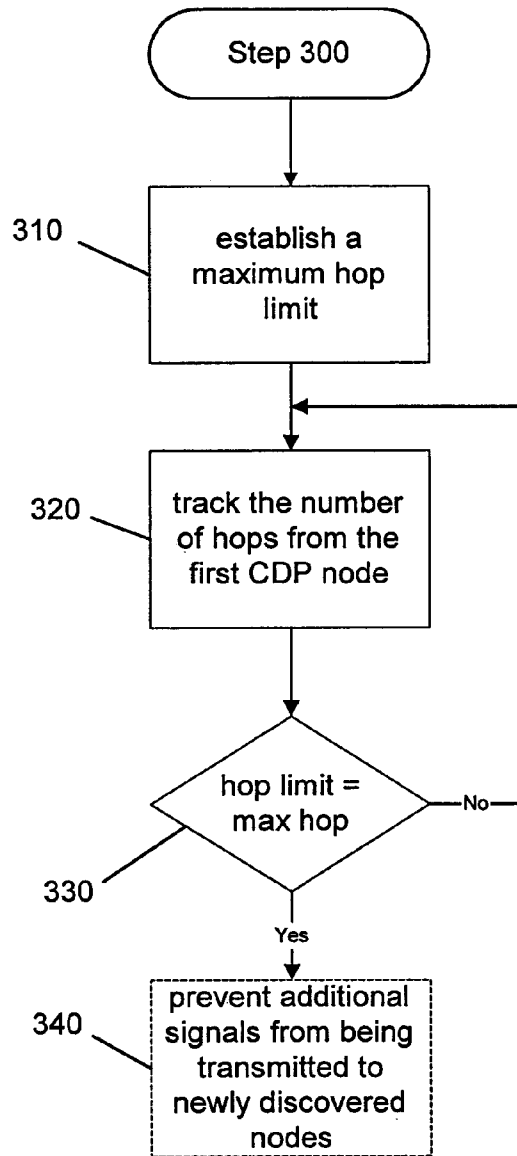 Step 300
310
establish a
maximum hop
limit
320
track the number
of hops from the
first CDP node
hop limit =
max hop
No
330
Yes
340
prevent additional
signals from being
transmitted to
newly discovered
nodes